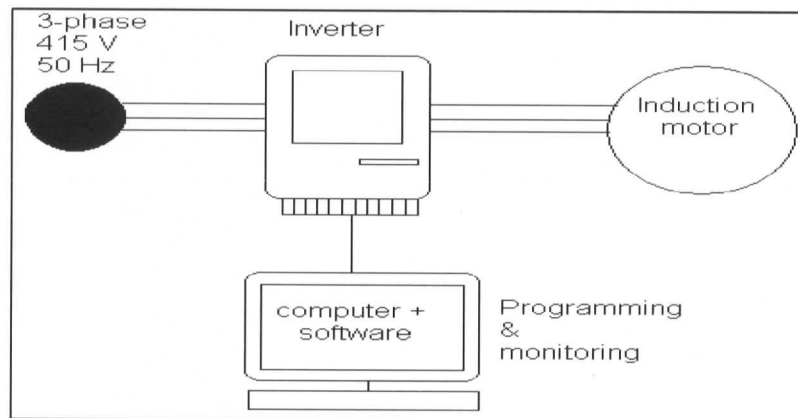 3-phase
415 V
50 Hz
Inverter
Induction
motor
computer +
software
Programming
&
monitoring